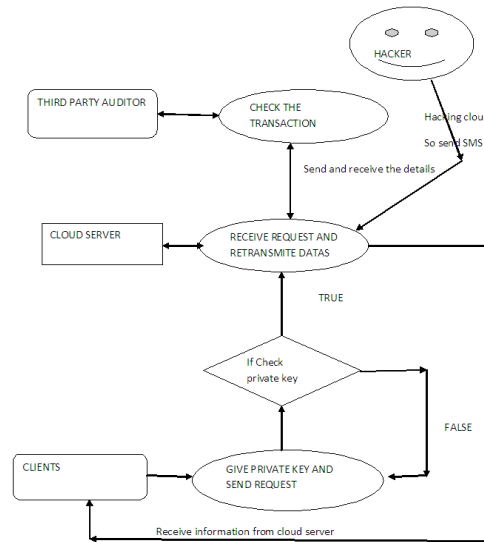 HACKER
THIRD PARTY AUDITOR
CHECK THE
TRANSACTION
Hacking clou
So send SMS
Send and receive the details
CLOUD SERVER
RECEIVE REQUEST AND
RETRANSMITE DATAS
TRUE
If Check
private key
FALSE
CLIENTS
GIVE PRIVATE KEY AND
SEND REQUEST
Receive information from cloud server